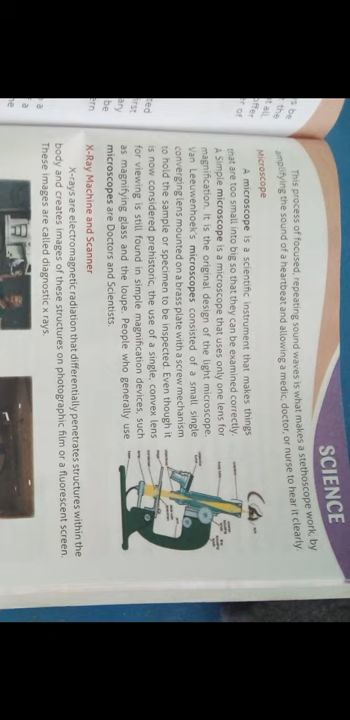 SCIENCE
This process of focused, repeating sound waves is what makes a stethoscope work, by
amplifying the sound of a heartbeat and allowing a medic, doctor, or nurse to hear it clearly.
Microscope
A microscope is a scientific instrument that makes things
that are too small into big so that they can be examined correctly.
A Simple microscope is a microscope that uses only one lens for
magnification. It is the original design of the light microscope.
Van Leeuwenhoek's microscopes consisted of a small, single
converging lens mounted on a brass plate with a screw mechanism
to hold the sample or specimen to be inspected. Even though it
is now considered prehistoric, the use of a single, convex lens
for viewing is still found in simple magnification devices, such
as magnifying glass and the loupe. People who generally use
microscopes are Doctors and Scientists.
X-Ray Machine and Scanner
X-rays are electromagnetic radiation that differentially penetrates structures within the
body and creates images of these structures on photographic film or a fluorescent screen.
These images are called diagnostic x rays.